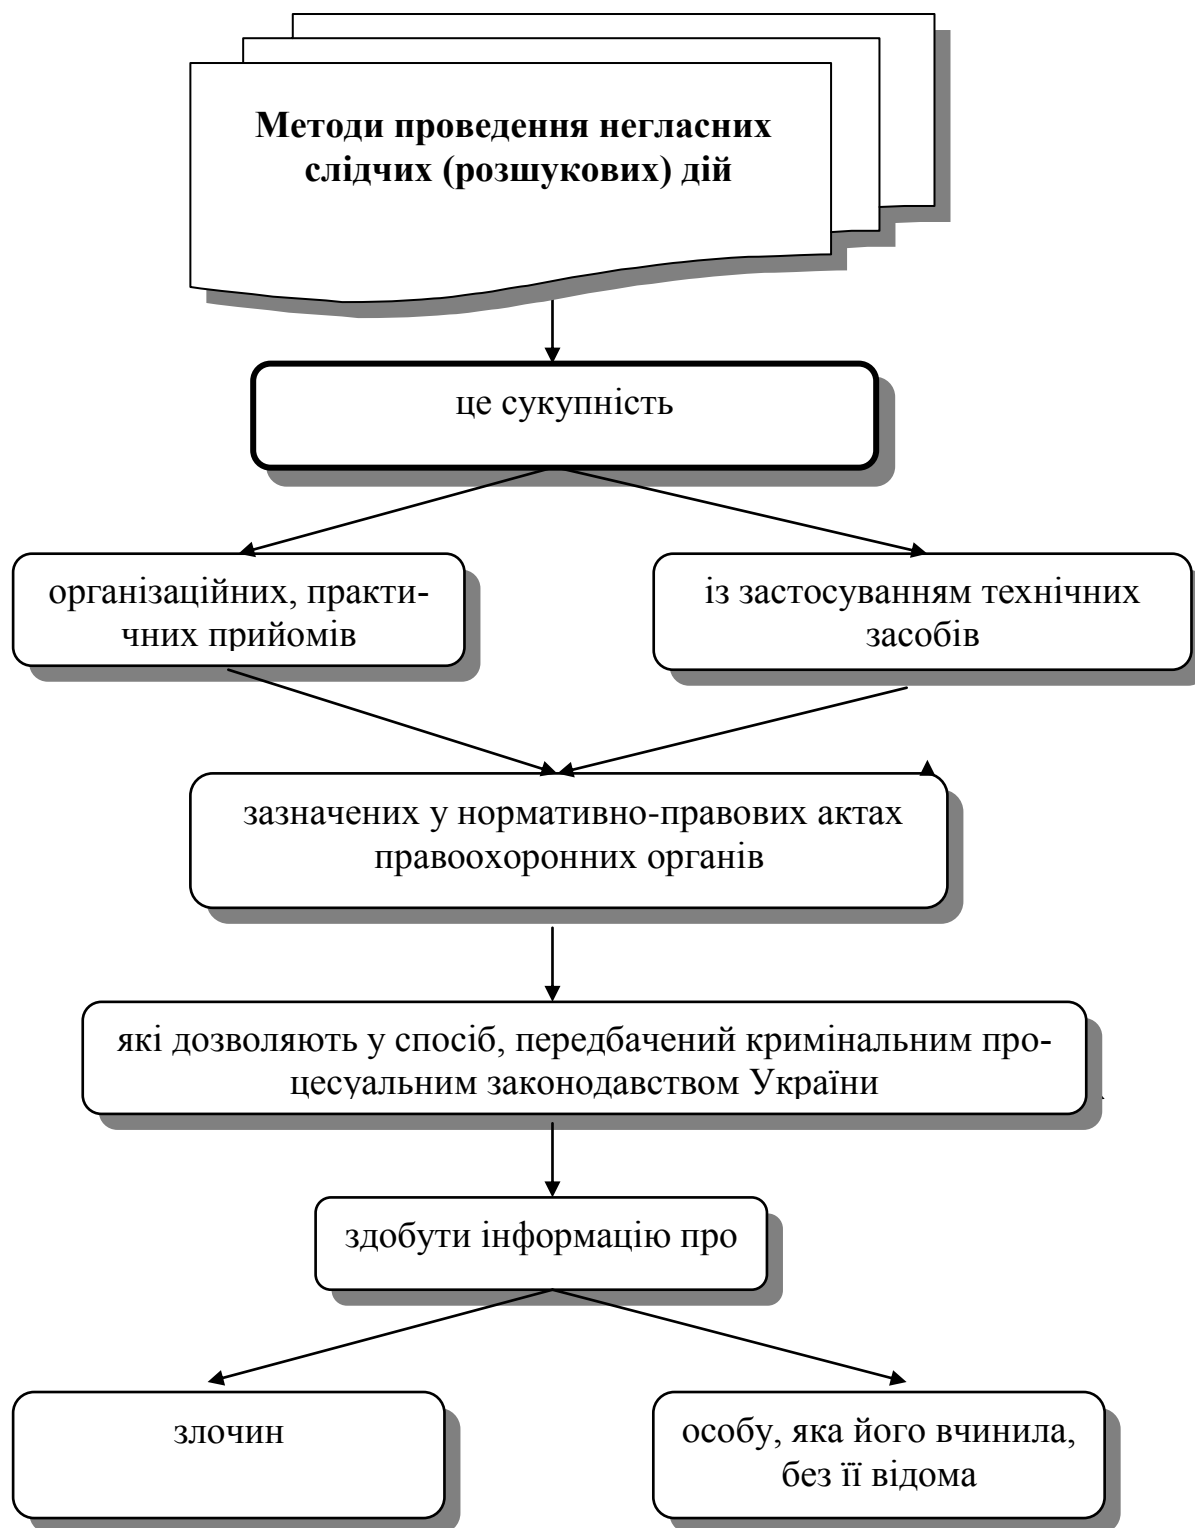 Методи проведення негласних
слідчих (розшукових) дій
це сукупність
організаційних, практи-
чних прийомів
із застосуванням технічних
засобів
зазначених у нормативно-правових актах
правоохоронних органів
які дозволяють у спосіб, передбачений кримінальним про-
цесуальним законодавством України
здобути інформацію про
злочин
особу, яка його вчинила,
без її відома